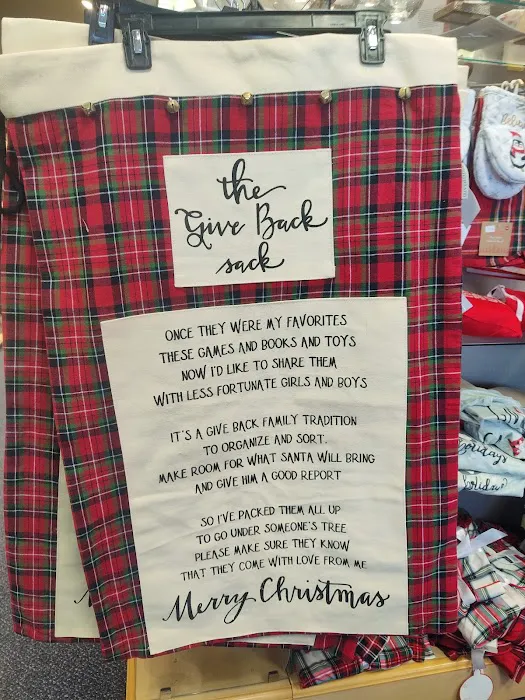 the
Give Back
sack
ONCE THEY WERE MY FAVORITES
THESE GAMES AND BOOKS AND TOYS
NOW I'D LIKE TO SHARE THEM
WITH LESS FORTUNATE GIRLS AND BOYS
IT'S A GIVE BACK FAMILY TRADITION
TO ORGANIZE AND SORT.
MAKE ROOM FOR WHAT SANTA WILL BRING
AND GIVE HIM A GOOD REPORT
SO I'VE PACKED THEM ALL UP
TO GO UNDER SOMEONE'S TREE
PLEASE MAKE SURE THEY KNOW
THAT THEY COME WITH LOVE FROM ME
Merry Christmas